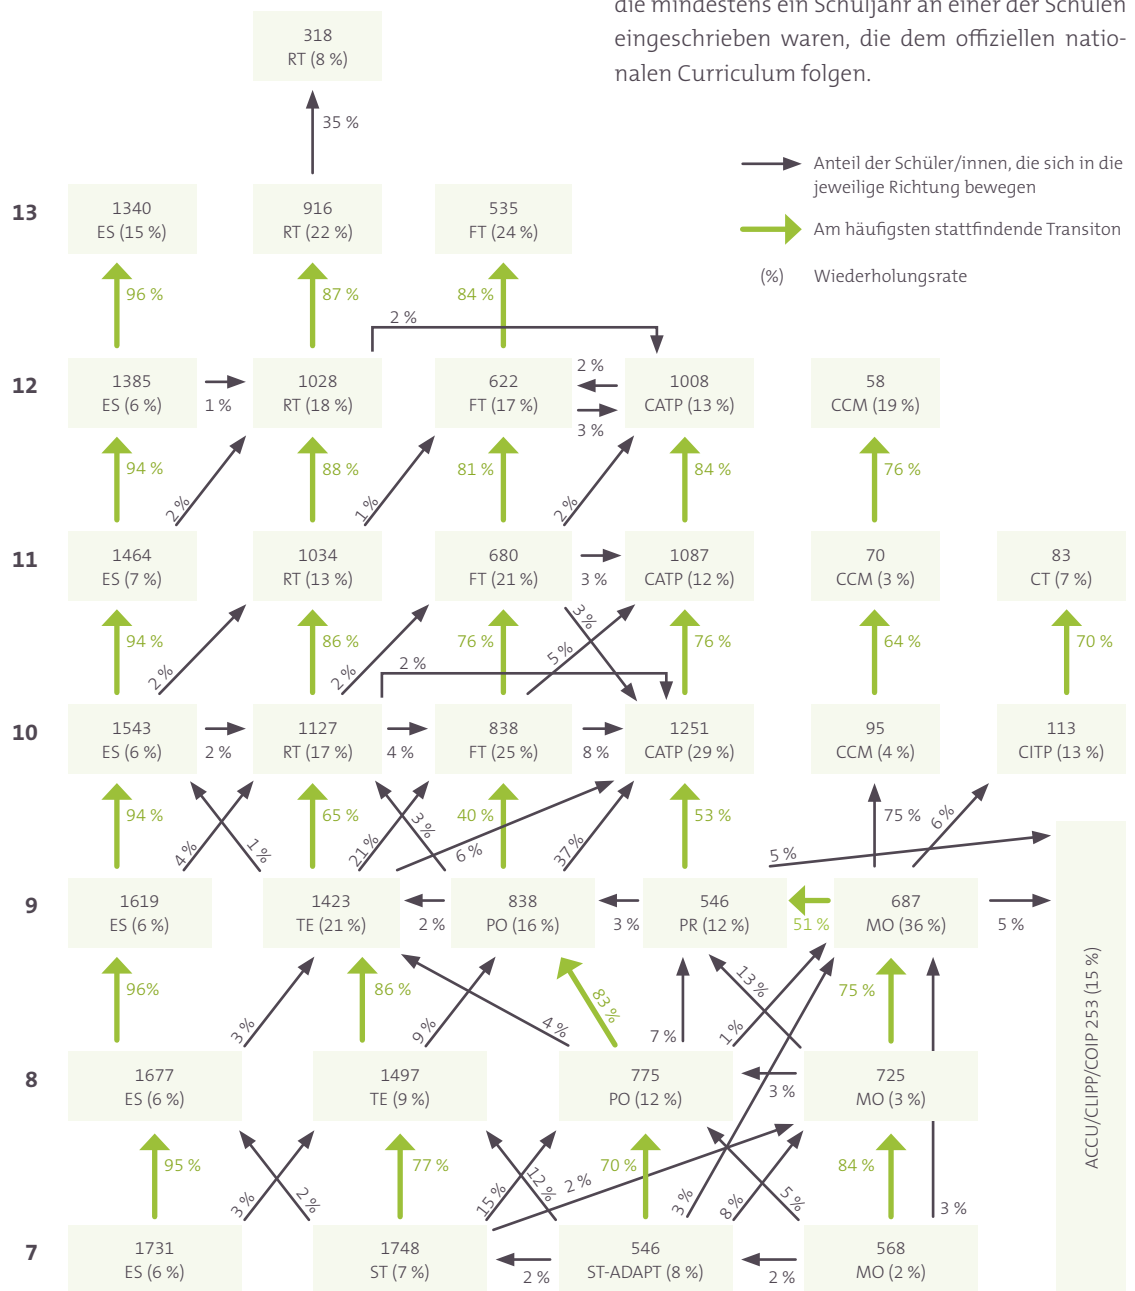 die mindestens ein Schuljahr an einer der Schulen
eingeschrieben waren, die dem offiziellen natio-
nalen Curriculum folgen.
318
RT (8 %)
35 %
Anteil der Schüler/innen, die sich in die
jeweilige Richtung bewegen
Am häufigsten stattfindende Transiton
(%) Wiederholungsrate
13
1340
ES (15 %)
916
RT (22 %)
535
FT (24 %)
96 %
87 %
84 %
2 %
12
1385
ES (6 %)
1 %
1028
RT (18 %)
622
FT (17 %)
2 %
3 %
1008
CATP (13 %)
58
CCM (19 %)
94 %
2 %
88 %
1 %
81 %
2 %
84 %
76 %
11
1464
ES (7 %)
1034
RT (13 %)
680
FT (21 %)
3 %
1087
CATP (12 %)
70
CCM (3 %)
83
CT (7 %)
94 %
2 %
86 %
2 %
2 %
76 %
5 %
3 %
76 %
64 %
70 %
10
1543
ES (6 %)
2 %
1127
RT (17 %)
4 %
838
FT (25 %)
8 %
1251
CATP (29 %)
95
CCM (4 %)
113
CITP (13 %)
94 %
4 %
1 %
65 %
21 %
3 %
6 %
40 %
37 %
53 %
5 %
75 %
6 %
9
1619
ES (6 %)
1423
TE (21 %)
2 %
838
PO (16 %)
3 %
546
PR (12 %)
51 %
687
MO (36 %)
5 %
96%
3 %
86 %
9 %
4 %
83 %
7 %
1 %
13 %
75 %
8
1677
ES (6 %)
1497
TE (9 %)
775
PO (12 %)
3 %
725
MO (3 %)
95 %
3 %
2 %
77 %
15 %
12 %
2 %
70 %
3 %
8 %
5 %
84 %
3 %
7
1731
ES (6 %)
1748
ST (7 %)
2 %
546
ST-ADAPT (8 %)
2 %
568
MO (2 %)
ACCU/CLIPP/COIP 253 (15 %)